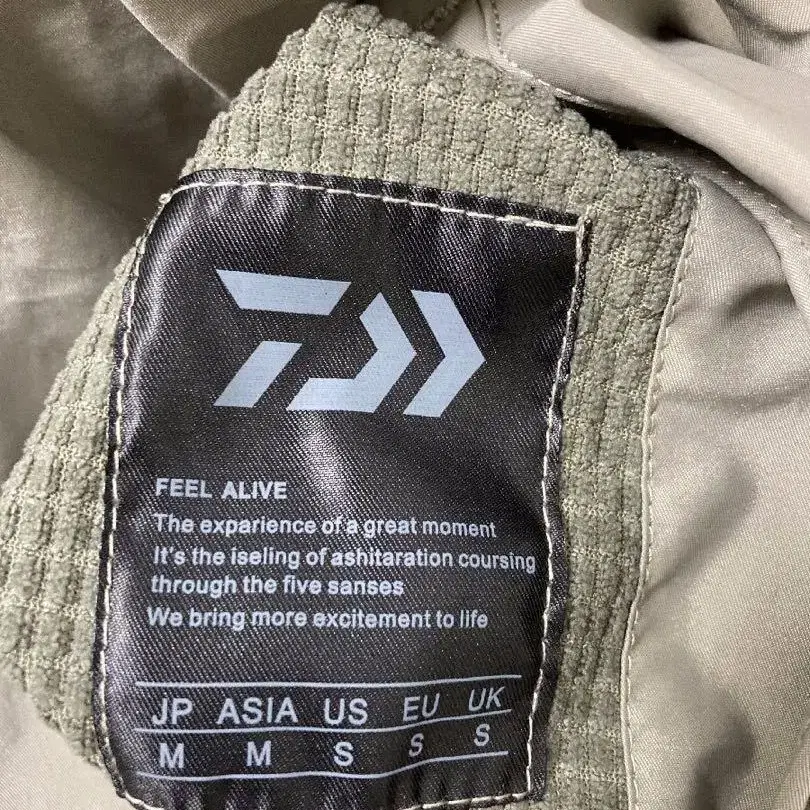 FEEL ALIVE
The exparience of a great moment
It's the iseling of ashitaration coursing
through the five sanses
We bring more excitement to life
JP ASIA US EU UK
M M S S S